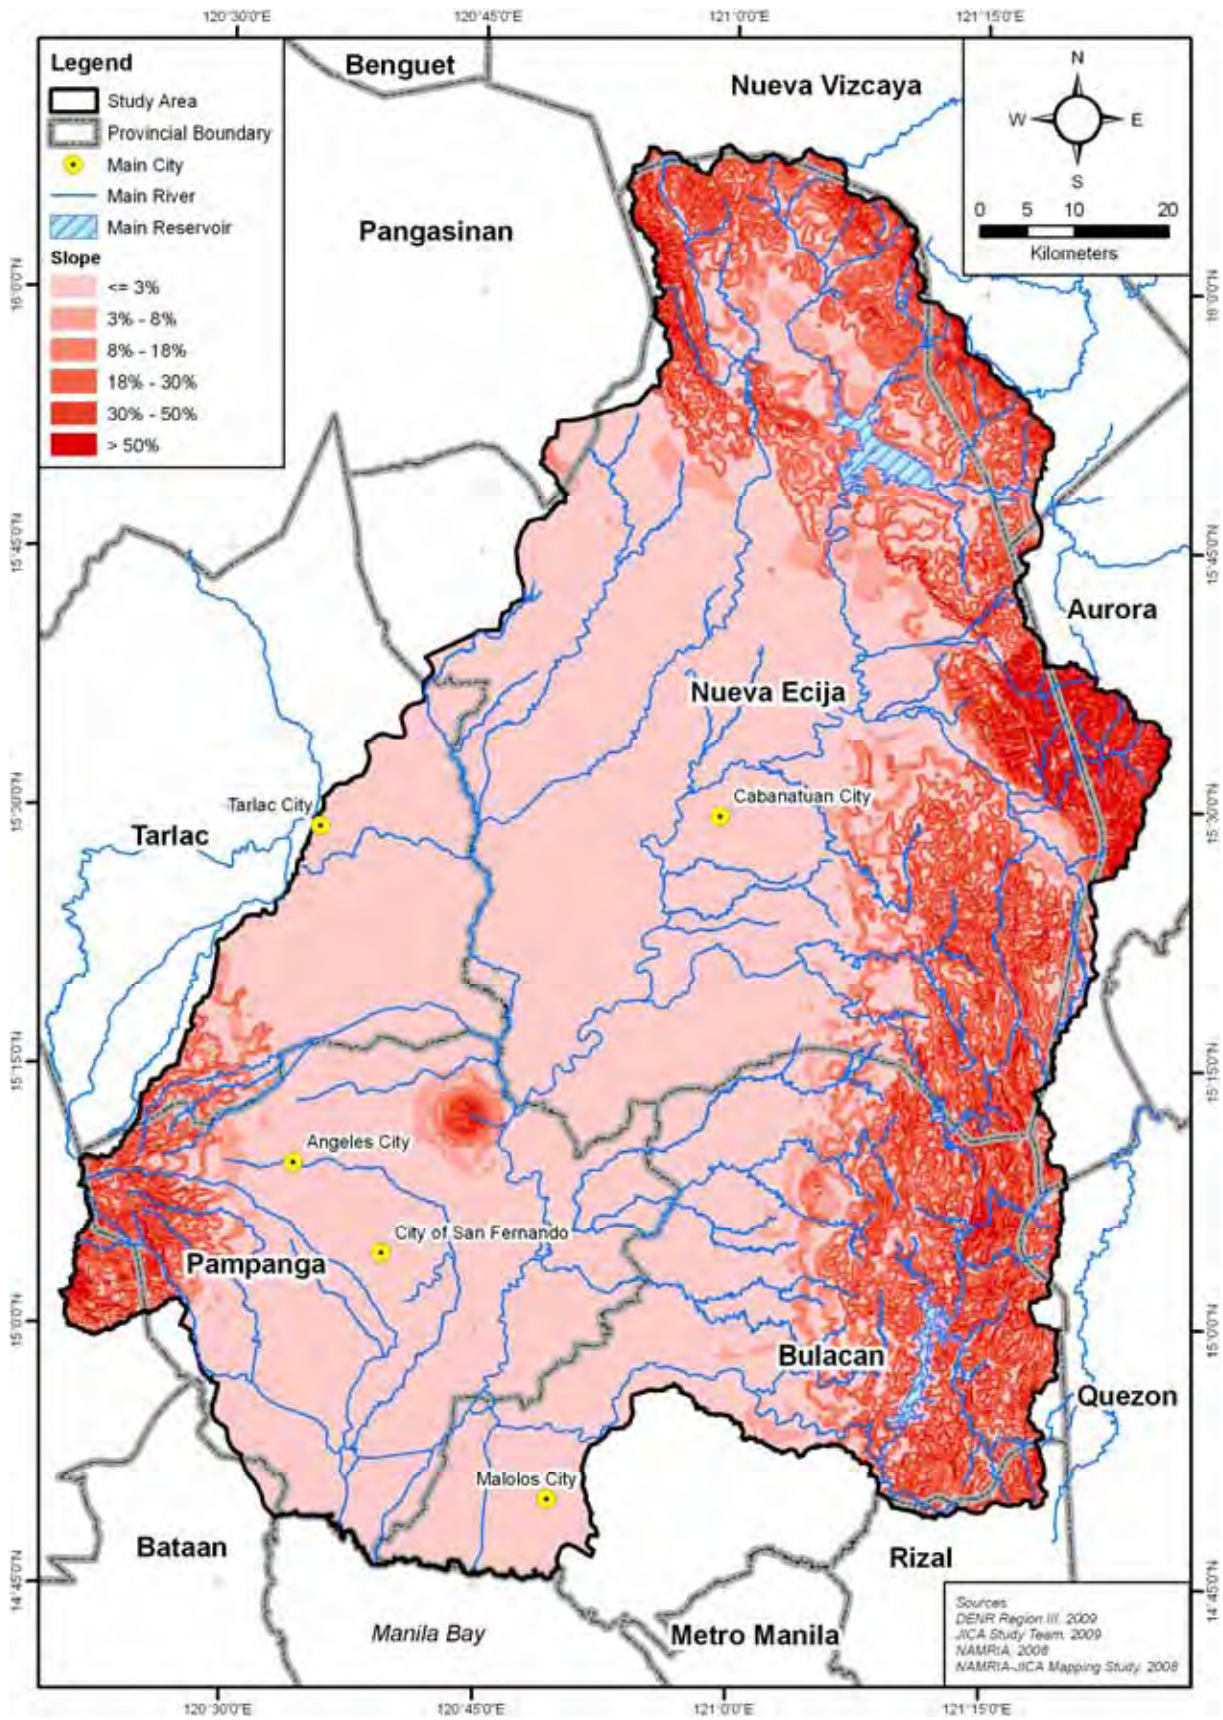 120°30'0"E
120°45'0"E
121°0'0"E
121°15'0"E
Legend
Study Area
Provincial Boundary
Main City
Main River
Main Reservoir
Slope
<= 3%
3% - 8%
8% - 18%
18% - 30%
30% - 50%
> 50%
Benguet
Nueva Vizcaya
N
W
E
S
0
5
10
20
Kilometers
Pangasinan
16°0'0"N
16°0'0"N
15°45'0"N
15°45'0"N
Aurora
Nueva Ecija
Cabanatuan City
Tarlac City
15°30'0"N
15°30'0"N
Tarlac
15°15'0"N
15°15'0"N
Angeles City
City of San Fernando
Pampanga
15°0'0"N
15°0'0"N
Bulacan
Quezon
Malolos City
Bataan
Rizal
14°45'0"N
14°45'0"N
Manila Bay
Metro Manila
Sources
DENR Region III, 2009
JICA Study Team, 2009
NAMRIA, 2008
NAMRIA-JICA Mapping Study, 2008
120°30'0"E
120°45'0"E
121°0'0"E
121°15'0"E